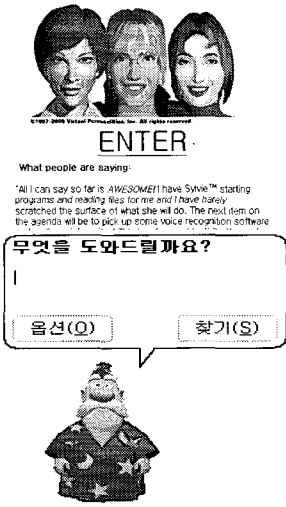 ©1997-2000 Virtual Personalities, Inc. All rights reserved
ENTER
What people are saying:
"All I can say so far is AWESOME!! I have Sylvie™ starting
programs and reading files for me and I have barely
scratched the surface of what she will do. The next item on
the agenda will be to pick up some voice recognition software
무엇을 도와드릴까요?
옵션(O)
찾기(S)